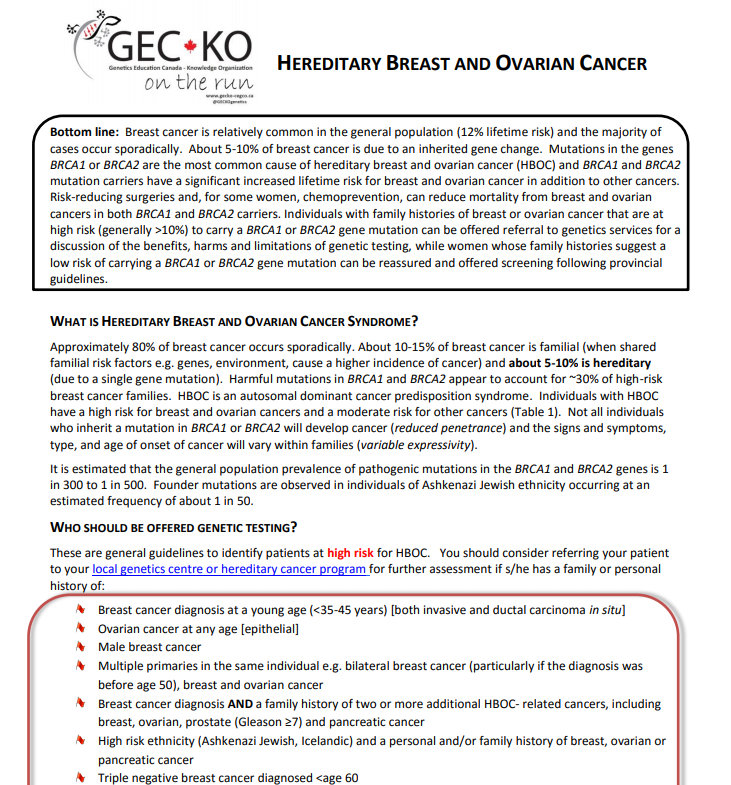 GEC KO
Genetics Education Canada - Knowledge Organization
on the run
www.gecko-cegco.ca
@GECKOgenetics
HEREDITARY BREAST AND OVARIAN CANCER
Bottom line: Breast cancer is relatively common in the general population (12% lifetime risk) and the majority of
cases occur sporadically. About 5-10% of breast cancer is due to an inherited gene change. Mutations in the genes
BRCA1 or BRCA2 are the most common cause of hereditary breast and ovarian cancer (HBOC) and BRCA1 and BRCA2
mutation carriers have a significant increased lifetime risk for breast and ovarian cancer in addition to other cancers.
Risk-reducing surgeries and, for some women, chemoprevention, can reduce mortality from breast and ovarian
cancers in both BRCA1 and BRCA2 carriers. Individuals with family histories of breast or ovarian cancer that are at
high risk (generally >10%) to carry a BRCA1 or BRCA2 gene mutation can be offered referral to genetics services for a
discussion of the benefits, harms and limitations of genetic testing, while women whose family histories suggest a
low risk of carrying a BRCA1 or BRCA2 gene mutation can be reassured and offered screening following provincial
guidelines.
WHAT IS HEREDITARY BREAST AND OVARIAN CANCER SYNDROME?
Approximately 80% of breast cancer occurs sporadically. About 10-15% of breast cancer is familial (when shared
familial risk factors e.g. genes, environment, cause a higher incidence of cancer) and about 5-10% is hereditary
(due to a single gene mutation). Harmful mutations in BRCA1 and BRCA2 appear to account for ~30% of high-risk
breast cancer families. HBOC is an autosomal dominant cancer predisposition syndrome. Individuals with HBOC
have a high risk for breast and ovarian cancers and a moderate risk for other cancers (Table 1). Not all individuals
who inherit a mutation in BRCA1 or BRCA2 will develop cancer (reduced penetrance) and the signs and symptoms,
type, and age of onset of cancer will vary within families (variable expressivity).
It is estimated that the general population prevalence of pathogenic mutations in the BRCA1 and BRCA2 genes is 1
in 300 to 1 in 500. Founder mutations are observed in individuals of Ashkenazi Jewish ethnicity occurring at an
estimated frequency of about 1 in 50.
WHO SHOULD BE OFFERED GENETIC TESTING?
These are general guidelines to identify patients at high risk for HBOC. You should consider referring your patient
to your local genetics centre or hereditary cancer program for further assessment if s/he has a family or personal
history of:
Breast cancer diagnosis at a young age (<35-45 years) [both invasive and ductal carcinoma in situ]
Ovarian cancer at any age [epithelial]
Male breast cancer
Multiple primaries in the same individual e.g. bilateral breast cancer (particularly if the diagnosis was
before age 50), breast and ovarian cancer
Breast cancer diagnosis AND a family history of two or more additional HBOC- related cancers, including
breast, ovarian, prostate (Gleason ≥7) and pancreatic cancer
High risk ethnicity (Ashkenazi Jewish, Icelandic) and a personal and/or family history of breast, ovarian or
pancreatic cancer
Triple negative breast cancer diagnosed <age 60